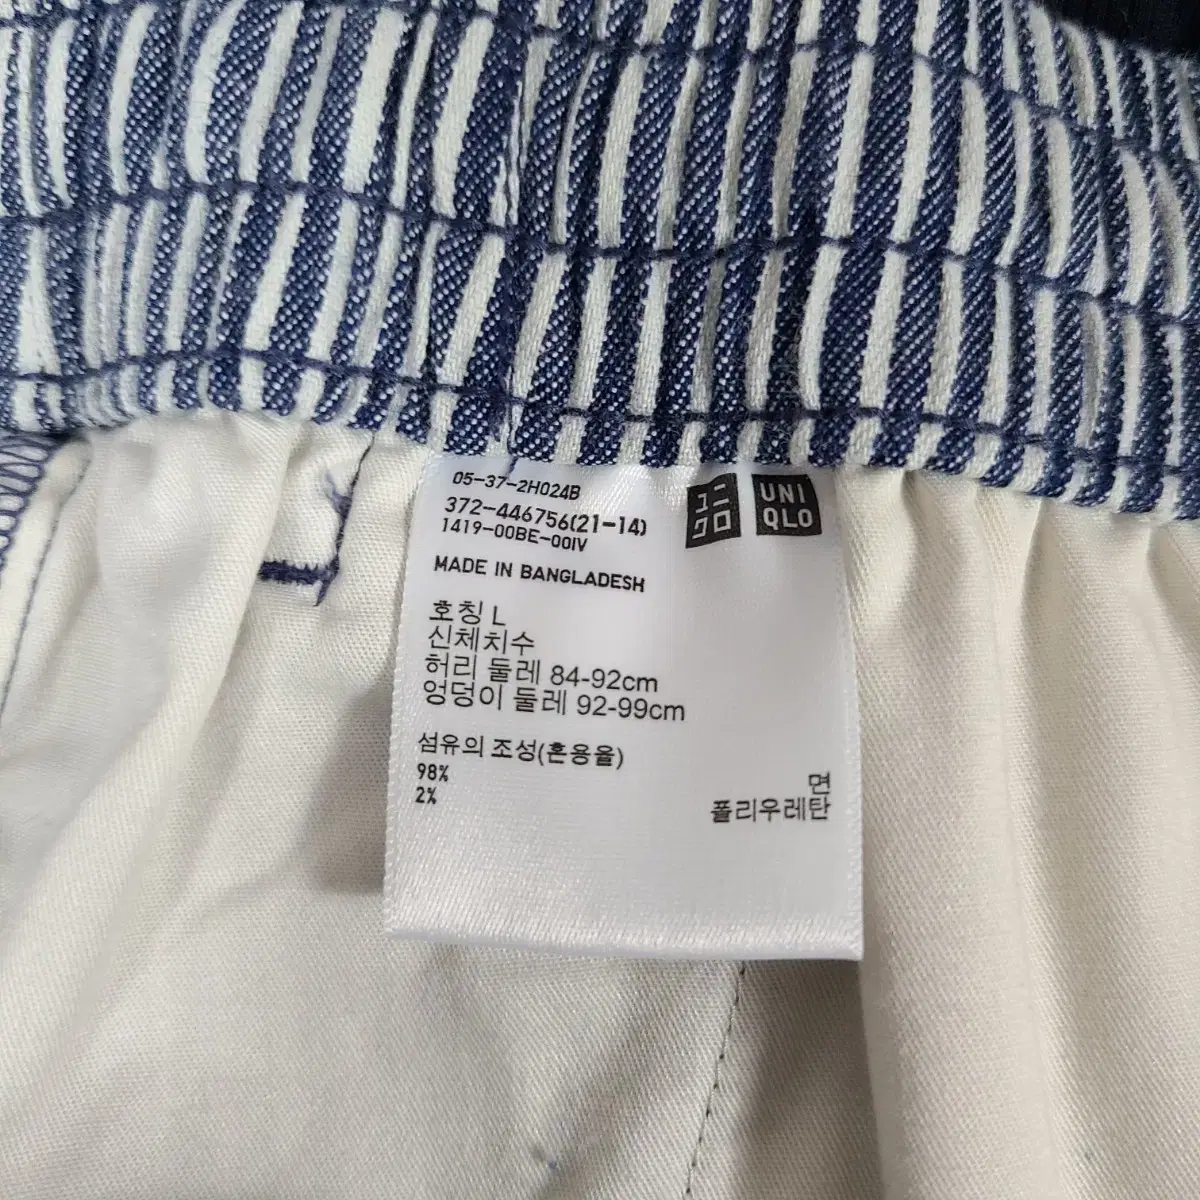 05-37-2H024B
372-446756(21-14)
1419-00BE-00IV
ユニ
クロ
UNI
QLO
MADE IN BANGLADESH
호칭 L
신체치수
허리 둘레 84-92cm
엉덩이 둘레 92-99cm
섬유의 조성(혼용율)
98% 면
2% 폴리우레탄